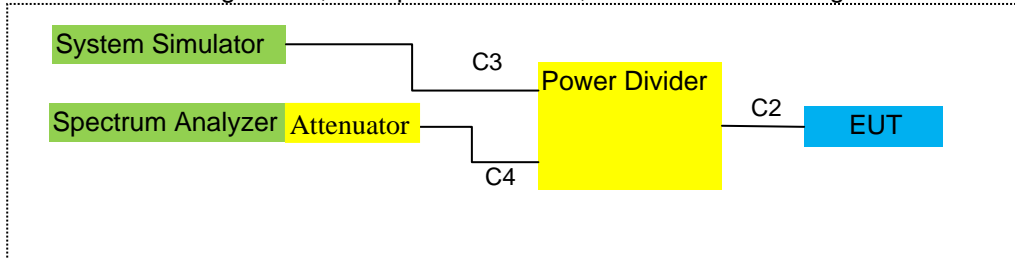 System Simulator
C3
Power Divider
Spectrum Analyzer
Attenuator
C2
EUT
C4